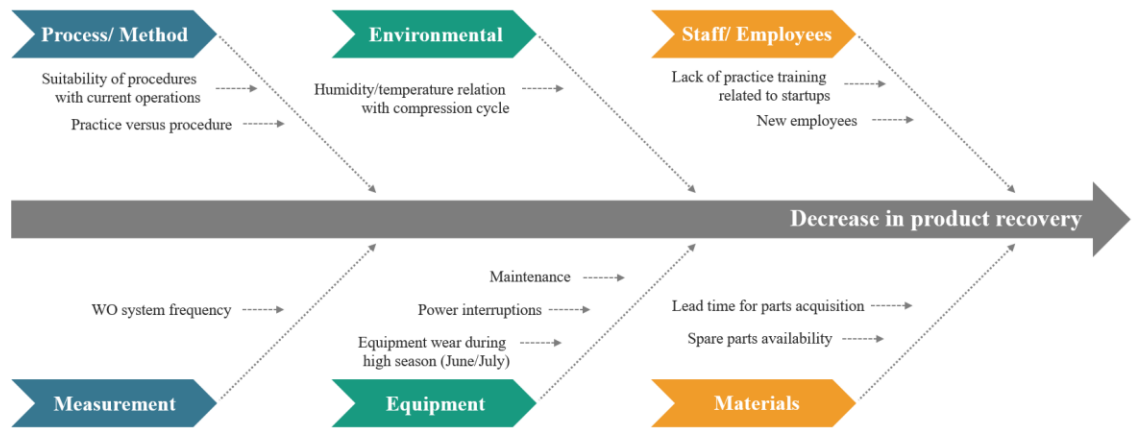 Process/ Method
Environmental
Staff/ Employees
Suitability of procedures
with current operations
Practice versus procedure
Humidity/temperature relation
with compression cycle
Lack of practice training
related to startups
New employees
Decrease in product recovery
WO system frequency
Maintenance
Power interruptions
Equipment wear during
high season (June/July)
Lead time for parts acquisition
Spare parts availability
Measurement
Equipment
Materials